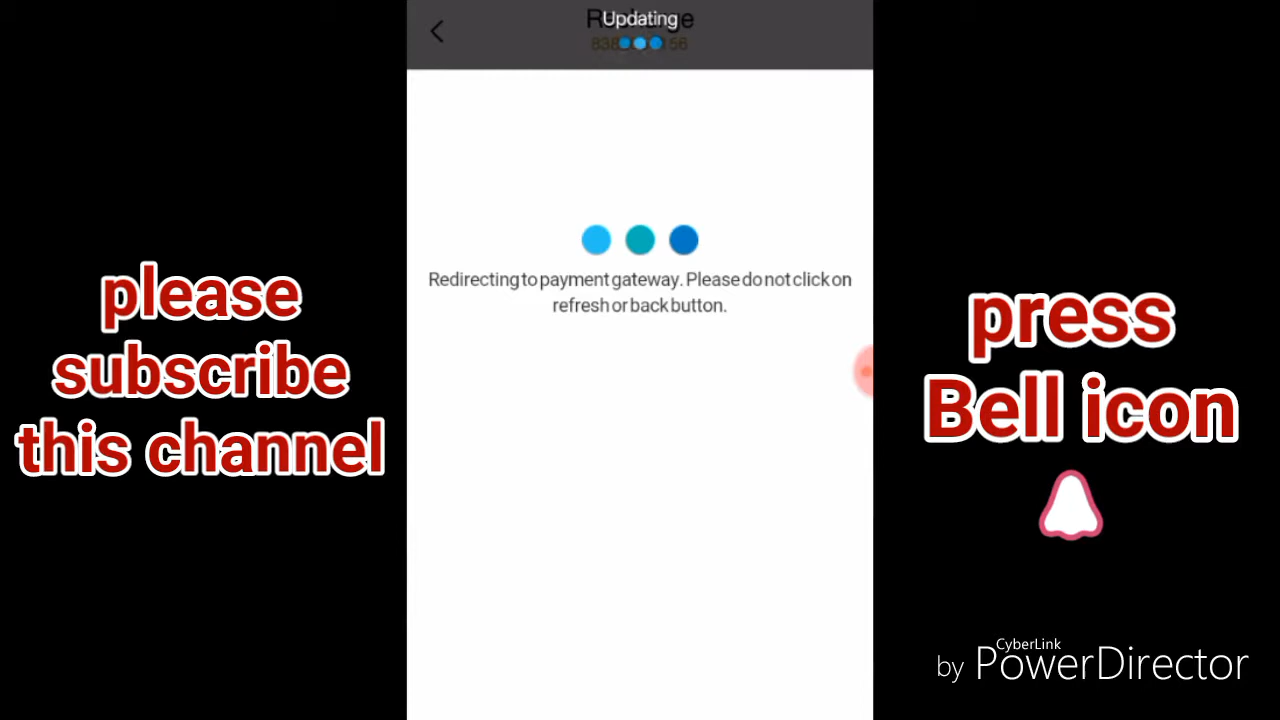 Updating
Recharge
please
subscribe
this channel
Redirecting to payment gateway. Please do not click on
refresh or back button.
press
Bell icon
CyberLink
by PowerDirector